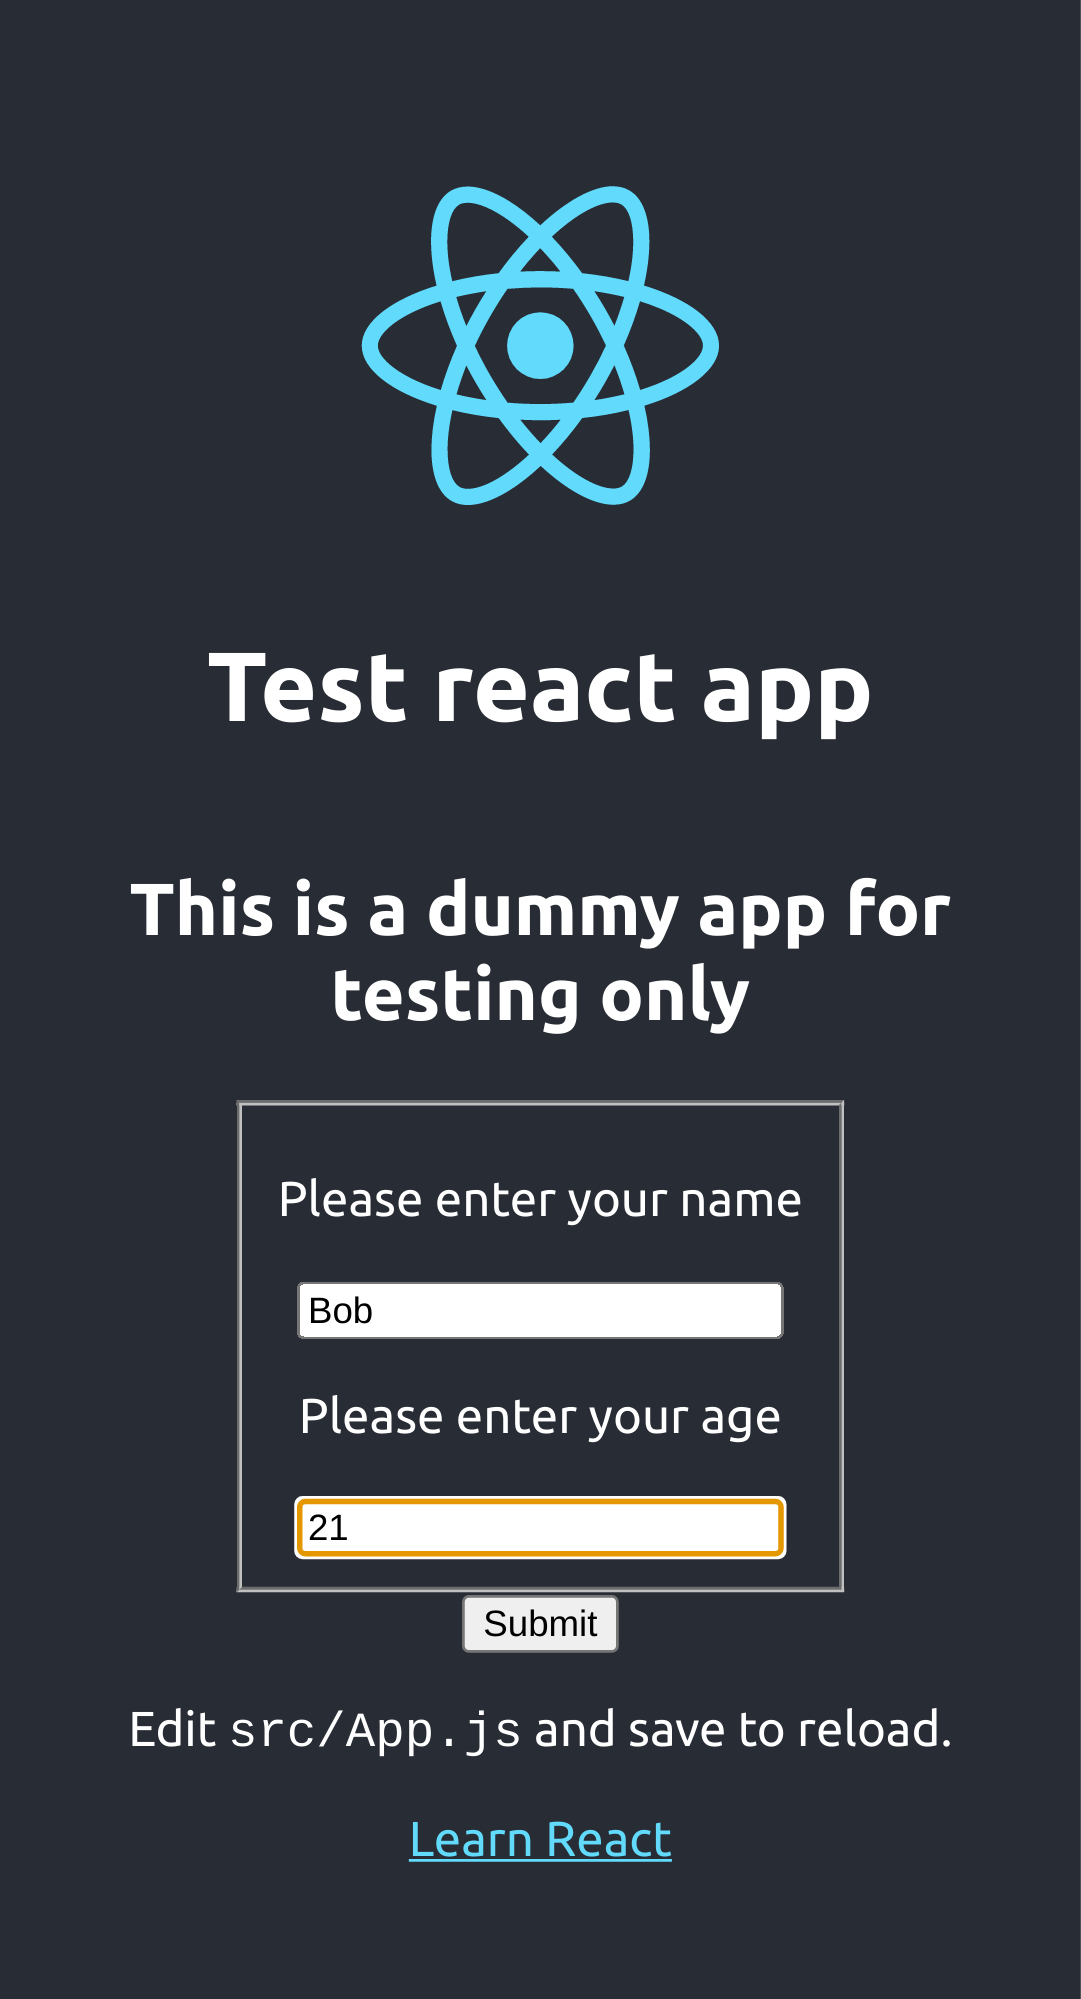 Test react app
This is a dummy app for
testing only
Please enter your name
Bob
Please enter your age
21
Submit
Edit src/App.js and save to reload.
Learn React